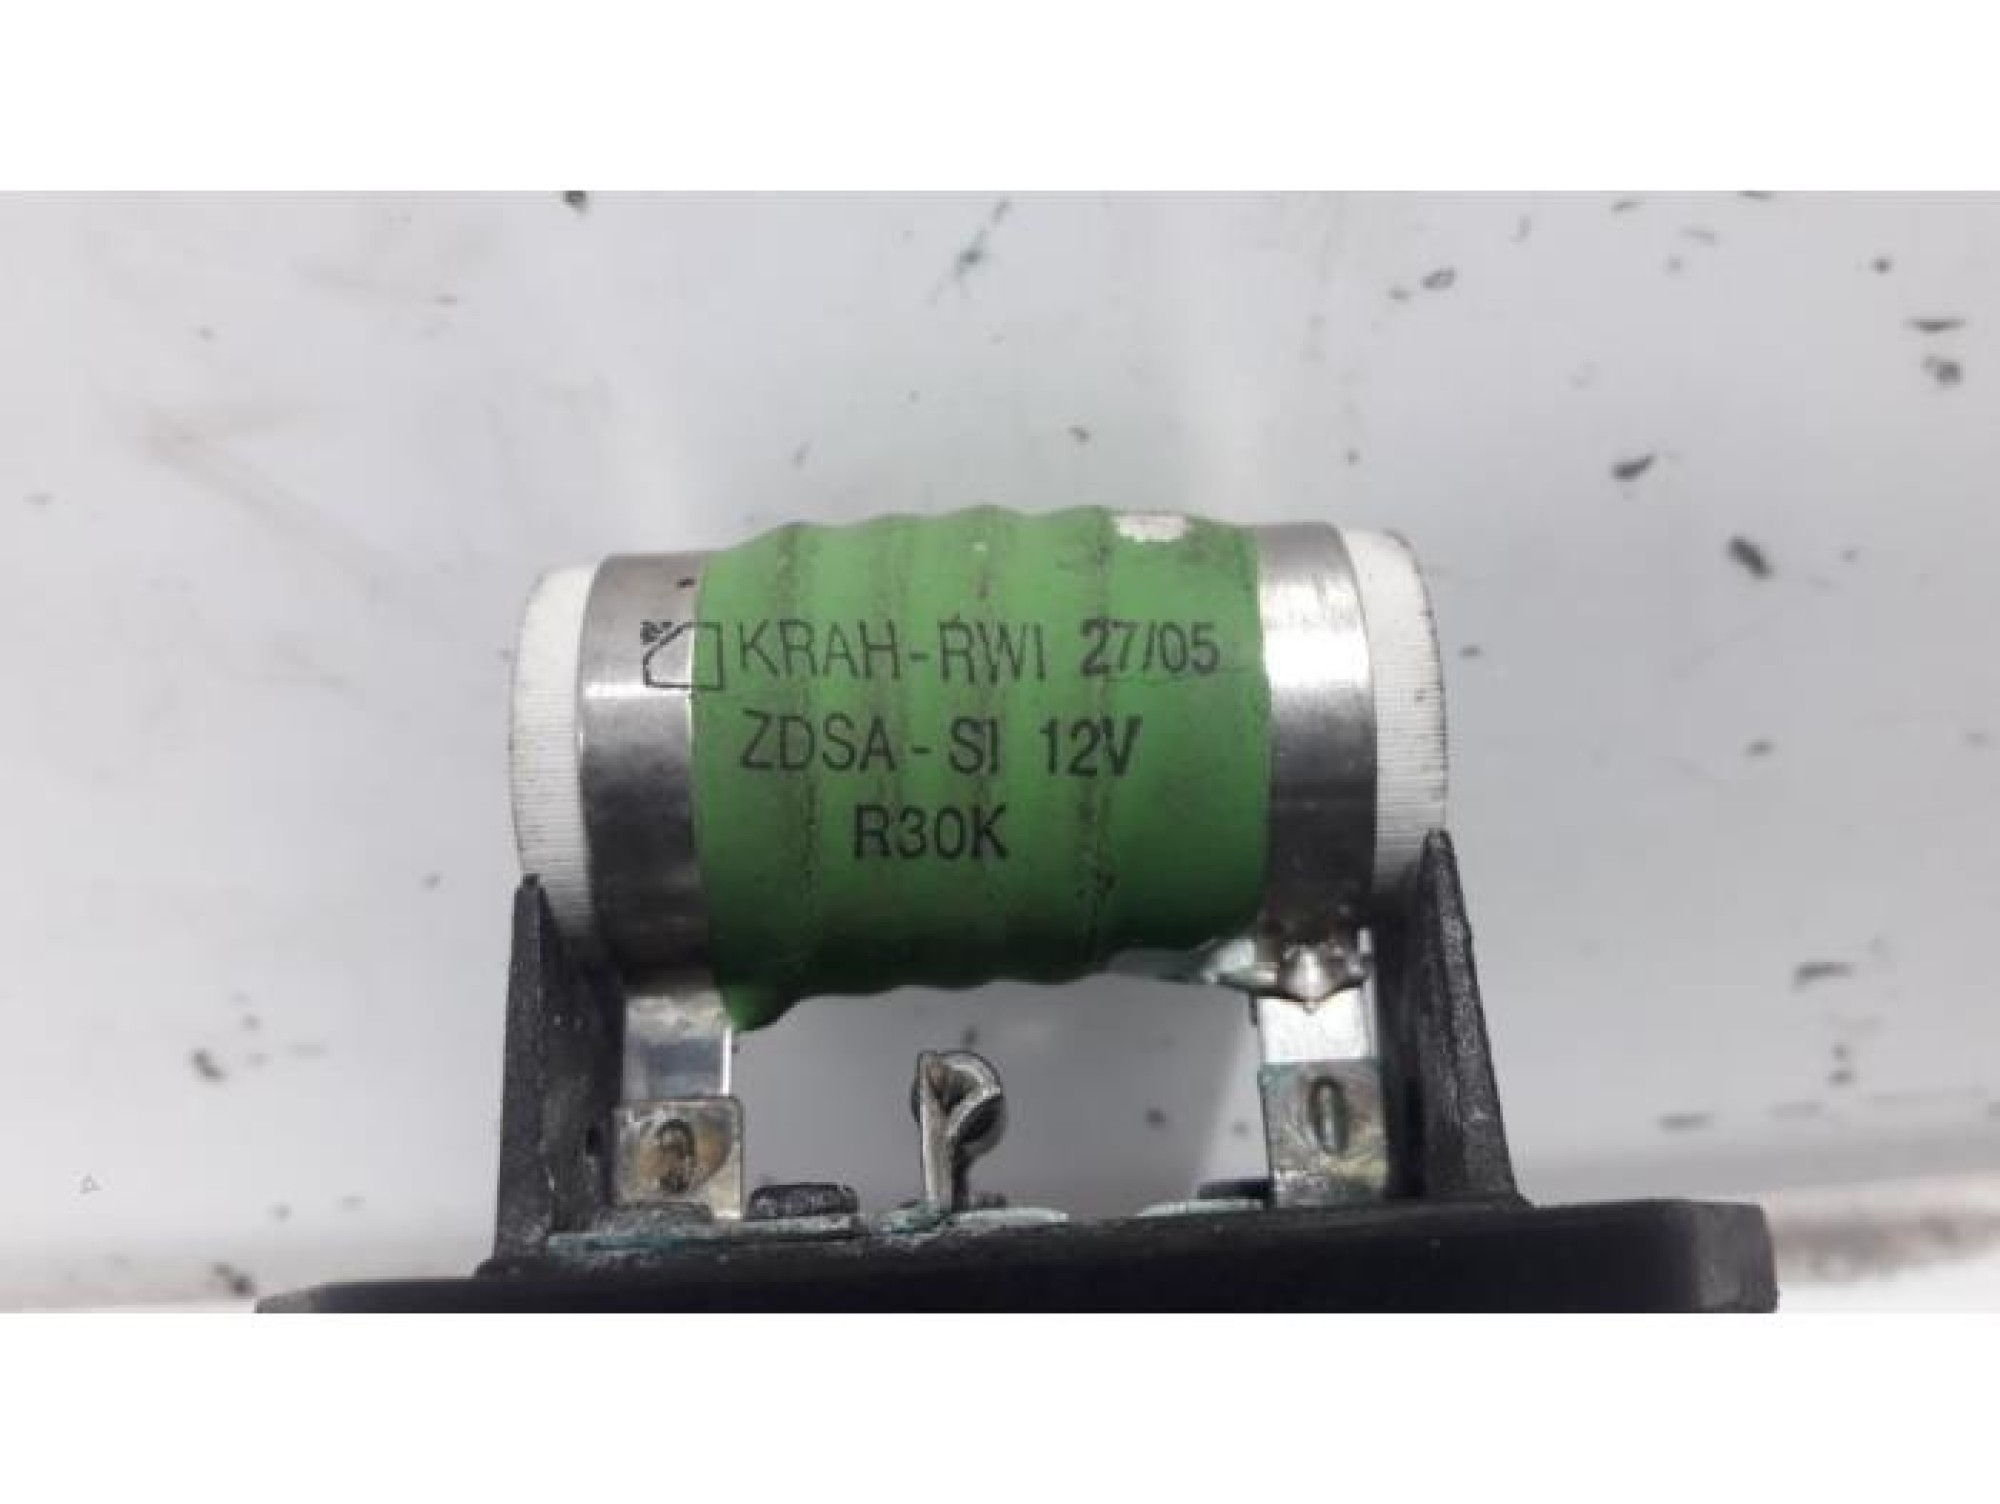 KRAH-RWI 27/05
ZDSA-SI 12V
R30K